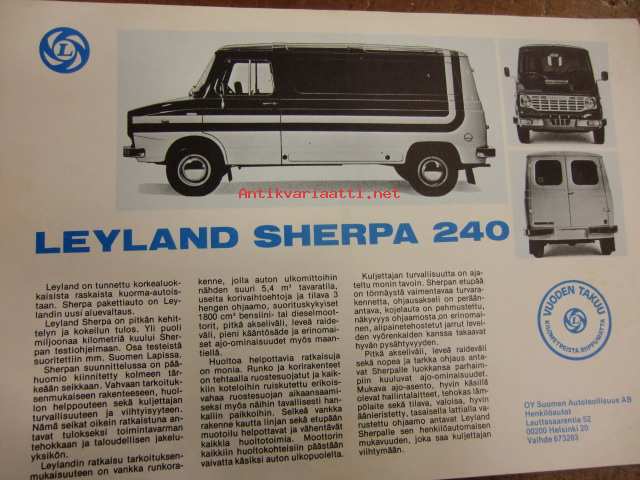 L
Antikvariaatti.net
LEYLAND SHERPA 240
Leyland on tunnettu korkealuok-
kaisista raskaista kuorma-autois-
taan. Sherpa pakettiauto on Ley-
landin uusi aluevaltaus.
Leyland Sherpa on pitkän kehit-
telyn ja kokeilun tulos. Yli puoli
miljoonaa kilometriä kuului Sher-
pan testiohjelmaan. Osa testeistä
suoritettiin mm. Suomen Lapissa.
Sherpan suunnittelussa on pää-
huomio kiinnitetty kolmeen tär-
keään seikkaan. Vahvaan tarkoituk-
senmukaiseen rakenteeseen, huol-
lon helppouteen sekä kuljettajan
turvallisuuteen ja viihtyisyyteen.
Nämä seikat oikein ratkaistuna an-
tavat tulokseksi toimintavarman
tehokkaan ja taloudellisen jakelu-
yksikön.
Leylandin ratkaisu tarkoituksen-
mukaisuuteen on vankka runkora-
kenne, jolla auton ulkomittoihin
nähden suuri 5,4 m³ tavaratila,
useita korivaihtoehtoja ja tilava 3
hengen ohjaamo, suorituskykyiset
1800 cm³ bensiini- tai dieselmoot-
torit, pitkä akseliväli, leveä raide-
väli, pieni kääntösäde ja erinomai-
set ajo-ominaisuudet myös maan-
tiellä.
Huoltoa helpottavia ratkaisuja
on monia. Runko ja korirakenteet
on tehtaalla ruostesuojatut ja kaik-
kiin koteloihin ruiskutettu erikois-
vahaa ruostesuojan aikaansaami-
seksi myös näihin tavallisesti han-
kaliin paikkoihin. Selkeä vankka
rakenne kautta linjan sekä etupään
muotoilu helpottavat ja vähentävät
kaikkia huoltotoimia. Moottorin
kaikkiin huoltokohteisiin päästään
vaivatta käsiksi auton ulkopuolelta.
Kuljettajan turvallisuutta on aja-
teltu monin tavoin. Sherpan etupää
on törmäystä vaimentavaa turvara-
kennetta, ohjausakseli on perään-
antava, kojelauta on pehmustettu,
näkyvyys ohjaamosta on erinomai-
nen, alipainetehostetut jarrut leveil-
lä vyörenkaiden kanssa takaavat
hyvän pysähtyvyyden.
Pitkä akseliväli, leveä raideväli
sekä nopea ja tarkka ohjaus anta-
vat Sherpalle luokkansa parhaim-
piin kuuluvat ajo-ominaisuudet.
Mukava ajo-asento, hyvin käsillä
olevat hallintalaitteet, tehokas läm-
pölaite sekä tilava, valoisa, hyvin
äänieristetty, tasaisella lattialla va-
rustettu ohjaamo antavat Leyland
Sherpalle sen henkilöautomaisen
mukavuuden, joka saa kuljettajan
viihtymään.
VUODEN TAKUU
KILOMETREISTÄ RIIPPUMATTA
OY Suomen Autoteollisuus AB
Henkilöautot
Lauttasaarentie 52
00200 Helsinki 20
Vaihde 673263